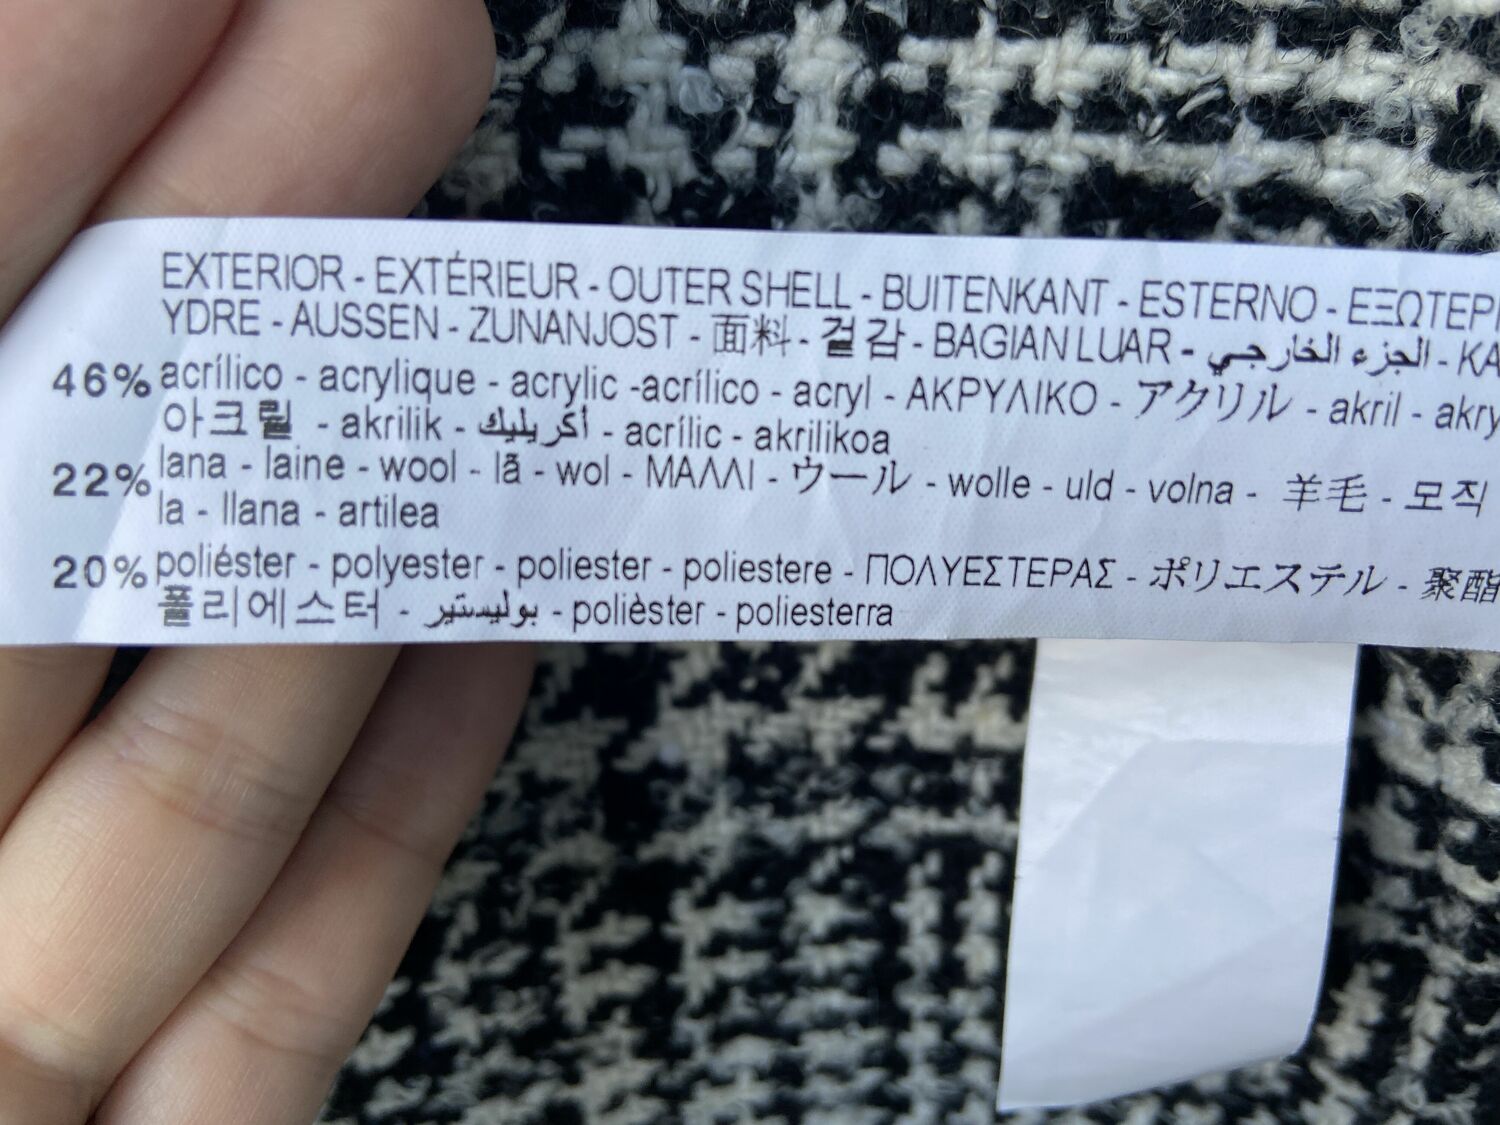 EXTERIOR - EXTÉRIEUR - OUTER SHELL - BUITENKANT - ESTERNO -
YDRE - AUSSEN - ZUNANJOST - 面料 - 겉감 - BAGIAN LUAR - الجزء الخارجي -
46% acrílico - acrylique - acrylic -acrílico - acryl - ΑΚΡΥΛΙΚΟ - アクリル - akril -
아크릴 - akrilik - أكريليك - acrílic - akrilikoa
22% lana - laine - wool - lã - wol - ΜΑΛΛΙ - ウール - wolle - uld - volna - 羊毛 - 모직
la - llana - artilea
20% poliéster - polyester - poliester - poliestere - ΠΟΛΥΕΣΤΕΡΑΣ - ポリエステル - 聚酯
폴리에스터 - بوليستير - polièster - poliesterra